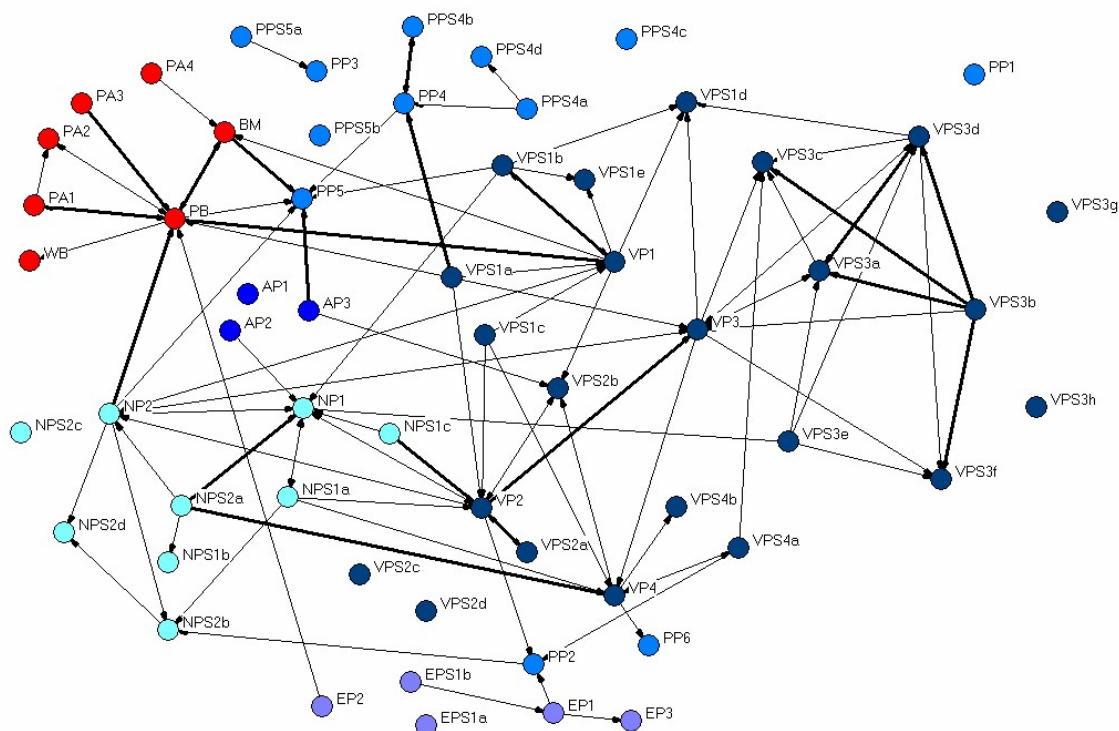 PPS5a
PPS4b
PPS4c
PPS4d
PP3
PA4
PP1
PA3
PP4
PPS4a
VPS1d
PA2
BM
PPS5b
VPS3d
VPS1b
VPS1e
VPS3c
PP5
PA1
PB
VPS3g
WB
VPS1a
VP1
VPS3a
AP1
AP3
VPS3b
AP2
VPS1c
VP3
VPS2b
NP2
NP1
VPS3h
NPS2c
NPS1c
VPS3e
VPS3f
NPS2a
NPS1a
VP2
VPS4b
NPS2d
NPS1b
VPS2a
VPS4a
VPS2c
VP4
VPS2d
NPS2b
PP6
PP2
EPS1b
EP2
EP1
EP3
EPS1a